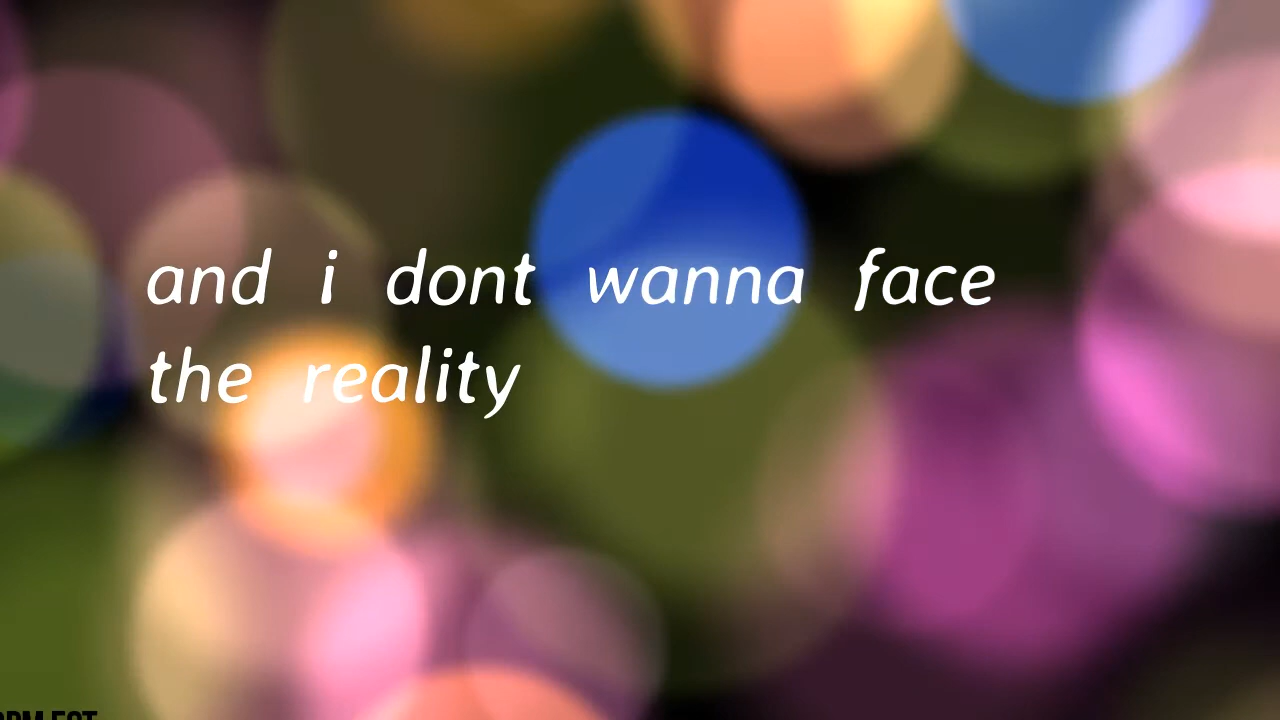 and i dont wanna face
the reality